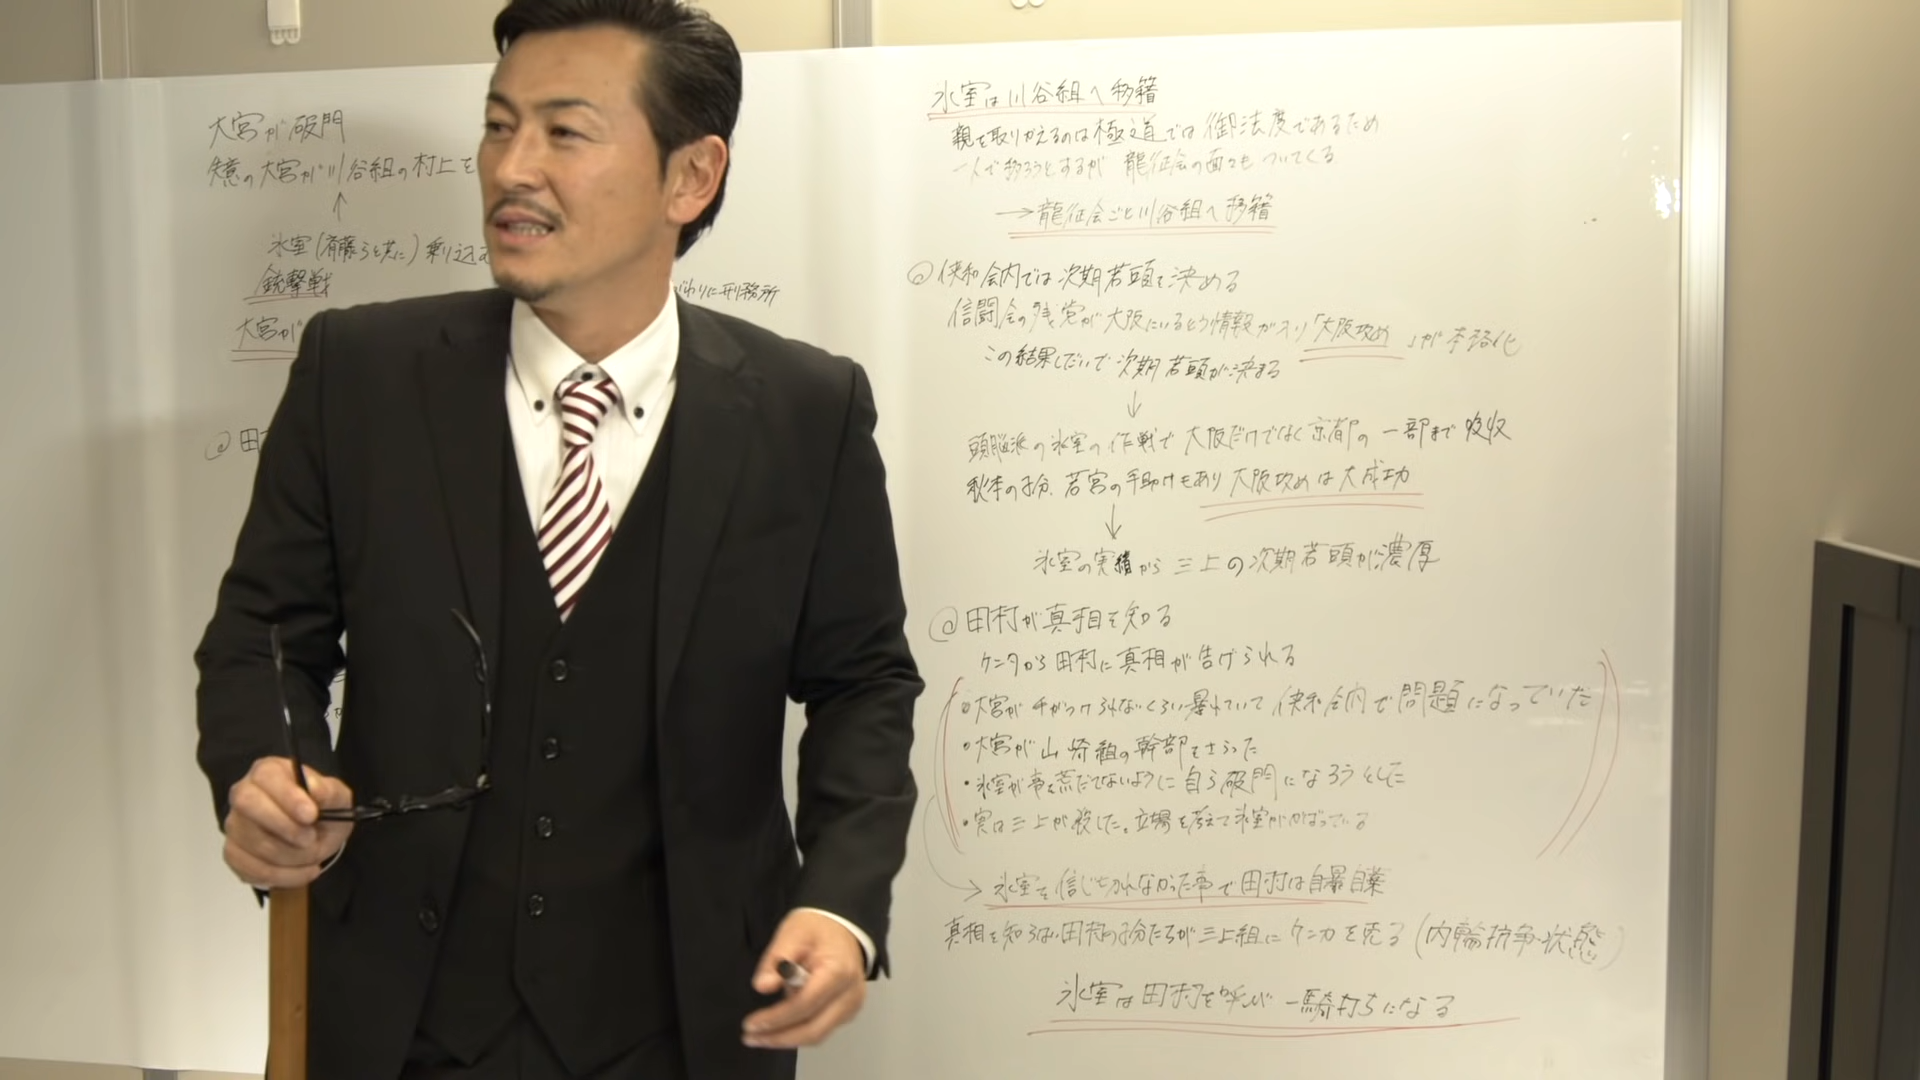 大宮が破門
の大宮が川谷組の村上を
↑
氷室(斉藤らと共に)乗り込む
銃撃戦
大宮が
わりに刑務所
@田
氷室は川谷組へ移籍
親を取りかえるのは極道では御法度であるため
一人で移ろうとするが 龍征会の面々もついてくる
→龍征会ごと川谷組へ移籍
@侠和会内では次期若頭を決める
信闘会の残党が大阪にいるという情報が入り「大阪攻め」が本格化
この結果しだいで次期若頭が決まる
↓
頭脳派の氷室の作戦で大阪だけではなく京都の一部まで吸収
秋本の子分、若宮の手助けもあり大阪攻めは大成功
↓
氷室の実績から三上の次期若頭が濃厚
@田村が真相を知る
ケンタから田村に真相が告げられる
・大宮が手がつけられないくらい暴れていて侠和会内で問題になっていた
・大宮が山崎組の幹部をさらった
・氷室が事を荒だてないように自ら破門になろうとした
・実は三上が殺した。立場を考えて氷室がかばっている
→氷室を信じ切れなかった事で田村は自暴自棄
真相を知らない田村の子分たちが三上組にケンカを売る(内輪抗争状態)
氷室は田村を呼び一騎打ちになる